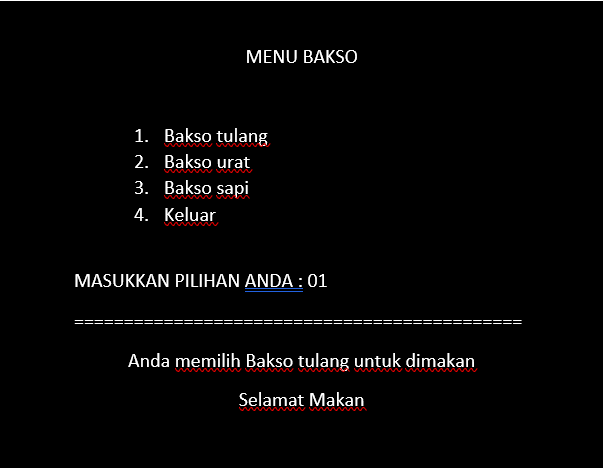 MENU BAKSO
1. Bakso tulang
2. Bakso urat
3. Bakso sapi
4. Keluar
MASUKKAN PILIHAN ANDA : 01
=============================================
Anda memilih Bakso tulang untuk dimakan
Selamat Makan